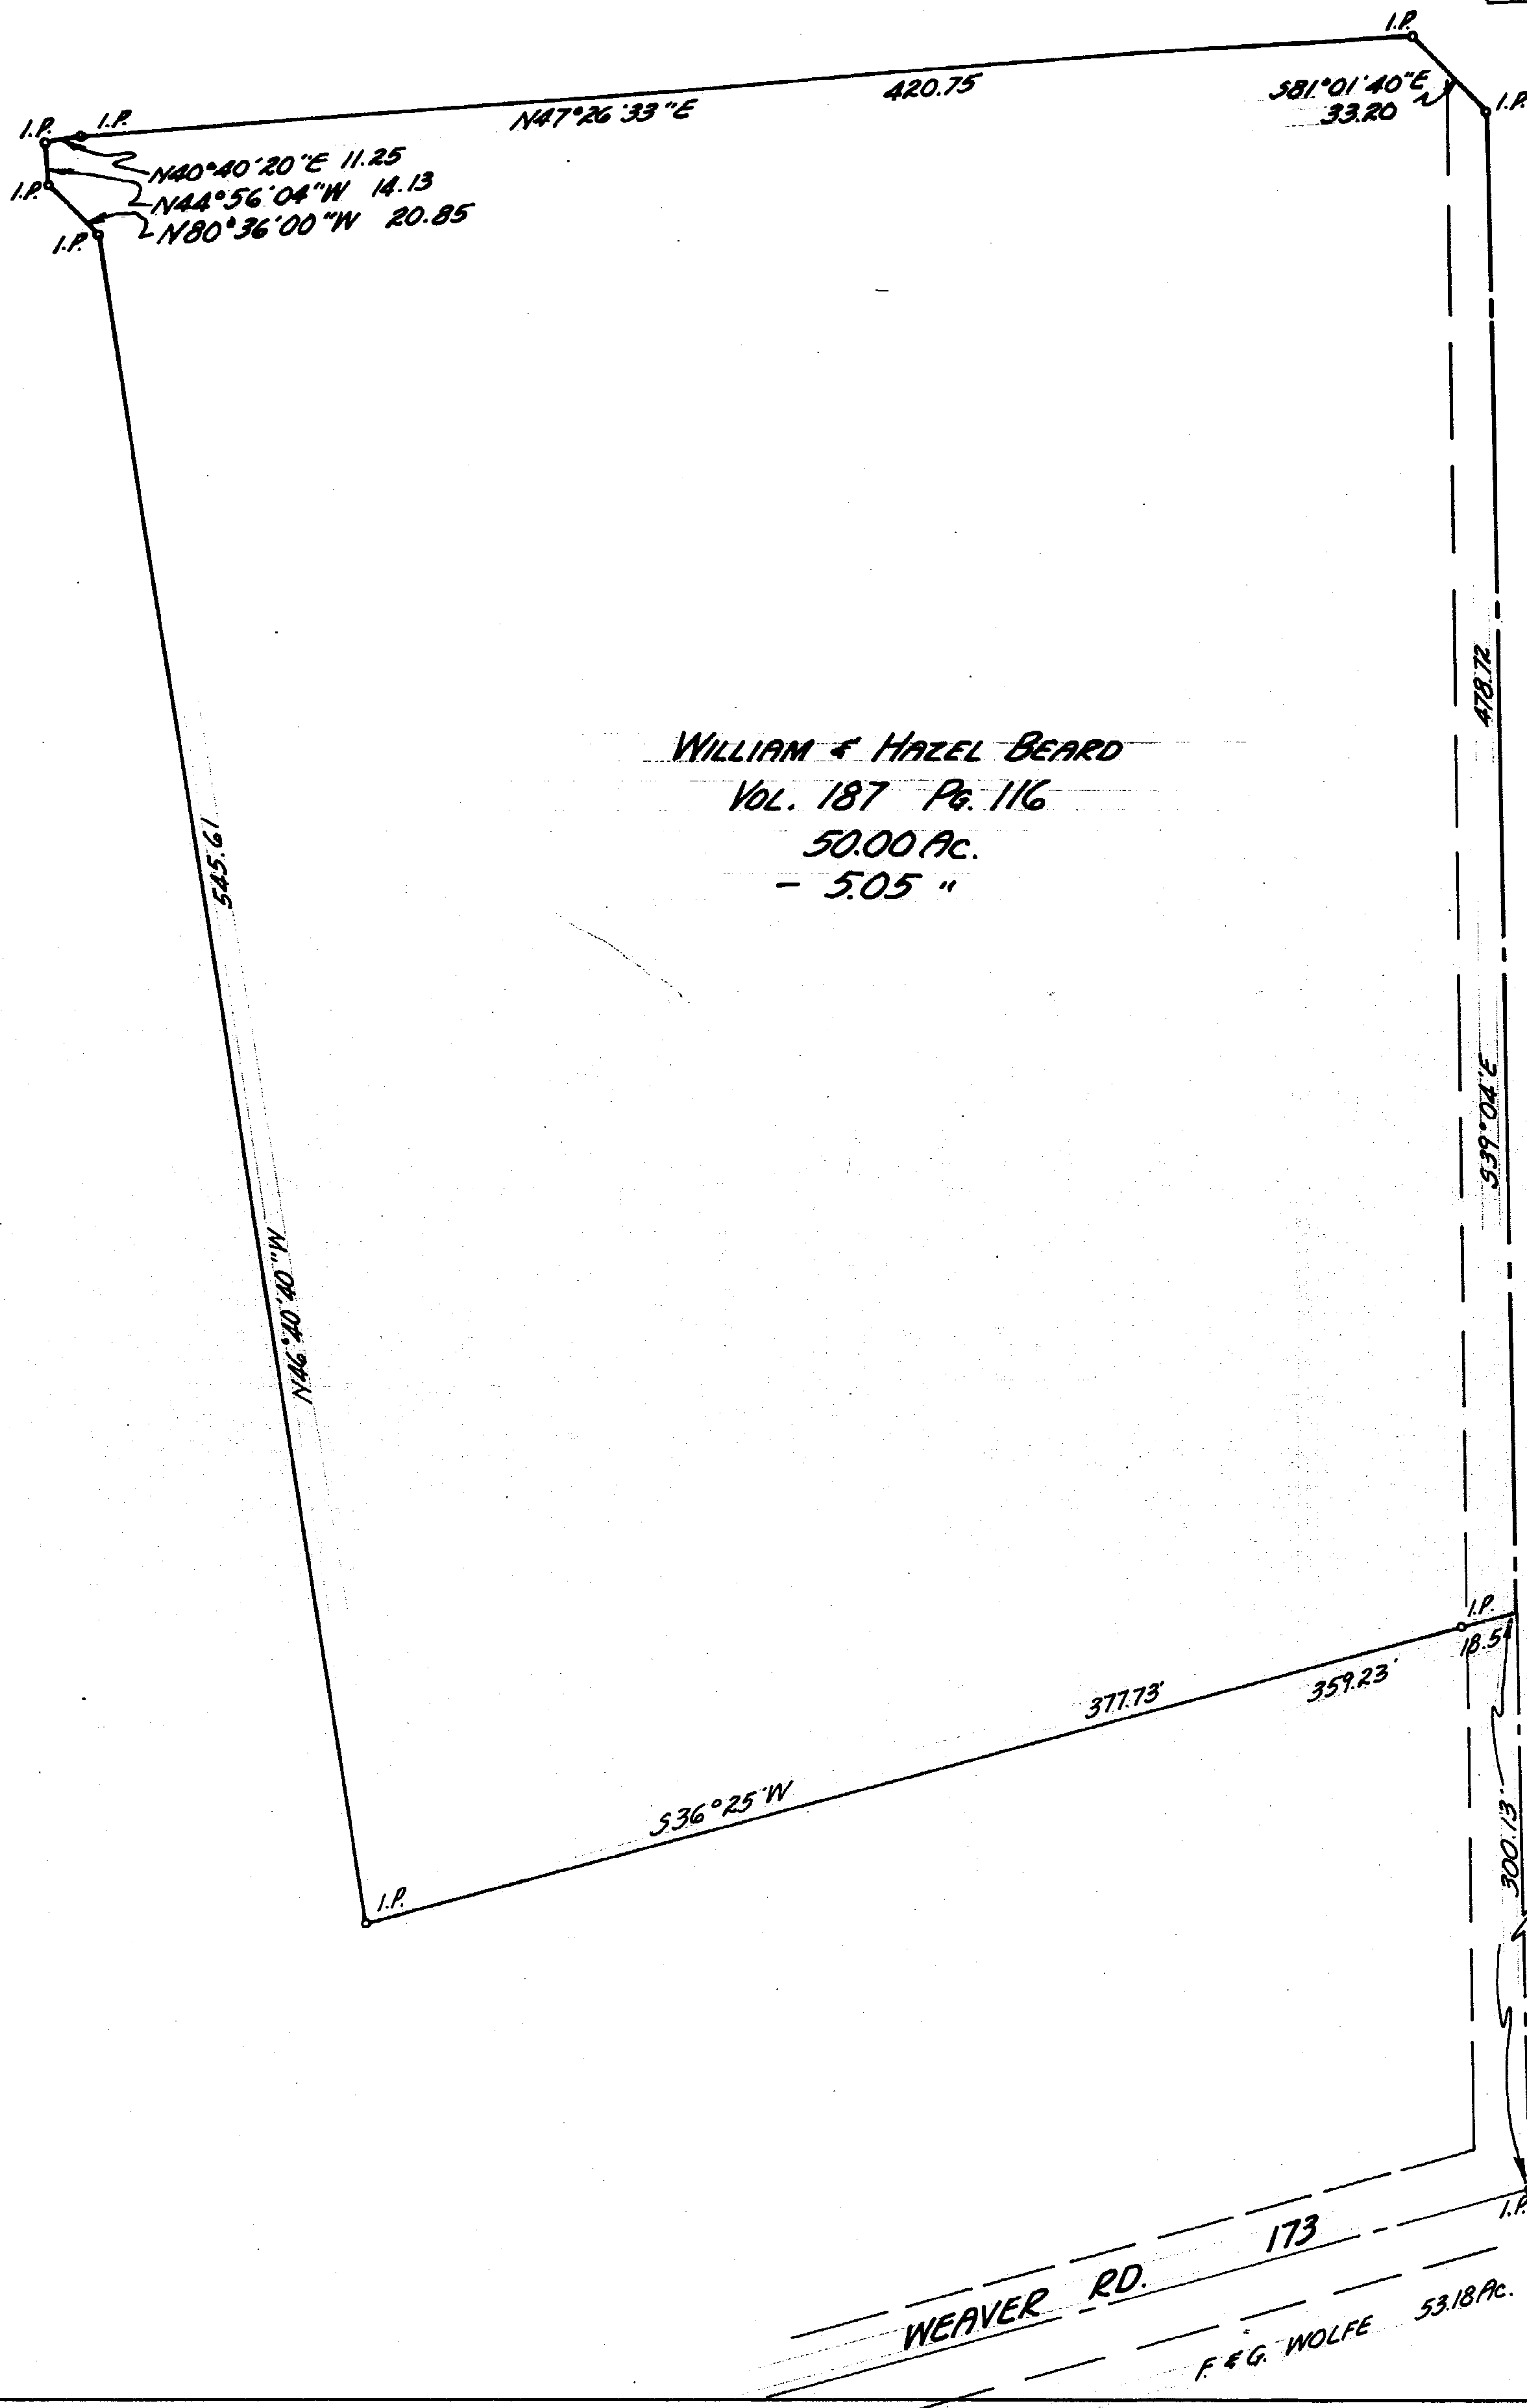 I.P.
I.P.
I.P.
N47°26'33"E
420.75
S81°01'40"E
33.20
I.P.
N40°40'20"E 11.25
I.P.
N44°56'04"W 14.13
N80°36'00"W 20.85
I.P.
478.72
WILLIAM & HAZEL BEARD
VOL. 187 PG. 116
50.00 AC.
- 5.05 "
545.61
S39°04'E
N46°40'40"W
I.P.
18.5'
377.73'
359.23'
S36°25'W
300.13'
I.P.
I.P.
173
WEAVER RD.
F. & G. WOLFE 53.18 AC.